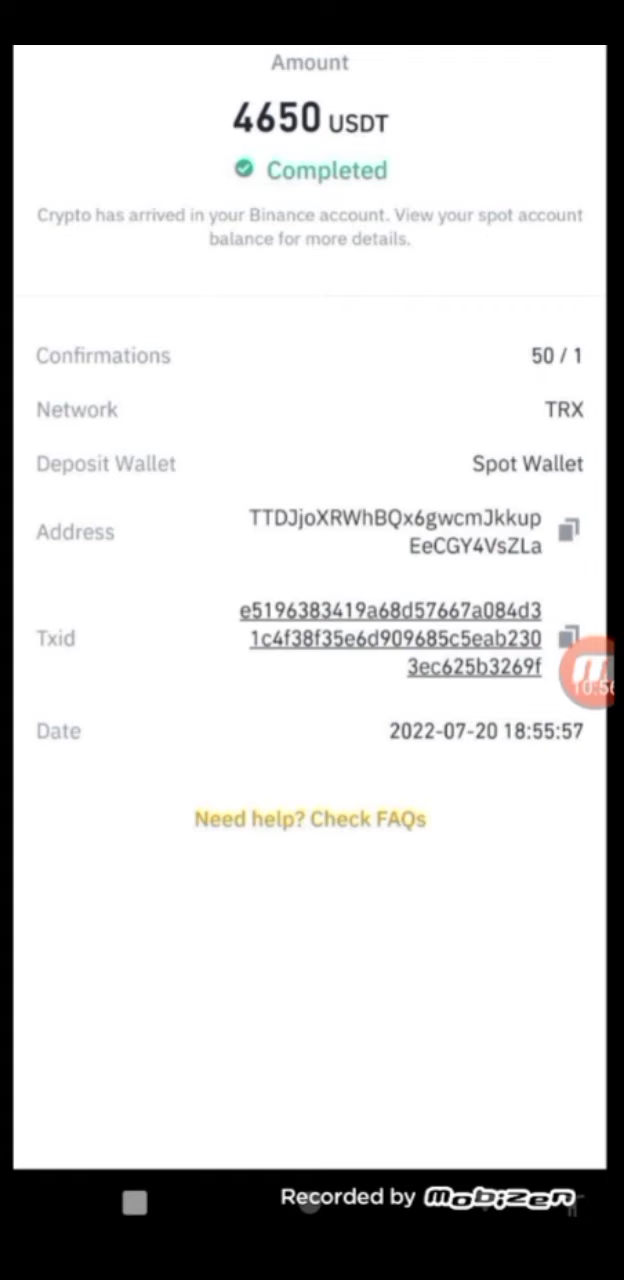 Amount
4650 USDT
Completed
Crypto has arrived in your Binance account. View your spot account
balance for more details.
Confirmations
50 / 1
Network
TRX
Deposit Wallet
Spot Wallet
Address
TTDJjoXRWhBQx6gwcmJkkup
EeCGY4VsZLa
Txid
e5196383419a68d57667a084d3
1c4f38f35e6d909685c5eab230
3ec625b3269f
10:56
Date
2022-07-20 18:55:57
Need help? Check FAQs
Recorded by mobizen